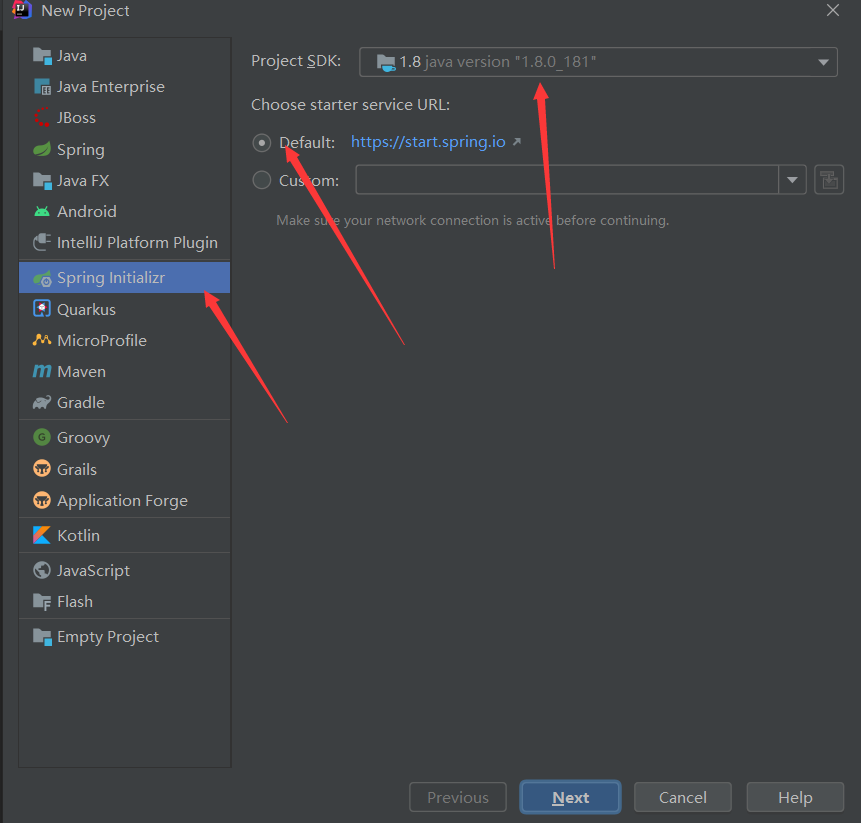 New Project
Java
Java Enterprise
JBoss
Spring
Java FX
Android
IntelliJ Platform Plugin
Spring Initializr
Quarkus
MicroProfile
Maven
Gradle
Groovy
Grails
Application Forge
Kotlin
JavaScript
Flash
Empty Project
Project SDK: 1.8 java version "1.8.0_181"
Choose starter service URL:
Default: https://start.spring.io
Custom:
Make sure your network connection is active before continuing.
Previous Next Cancel Help